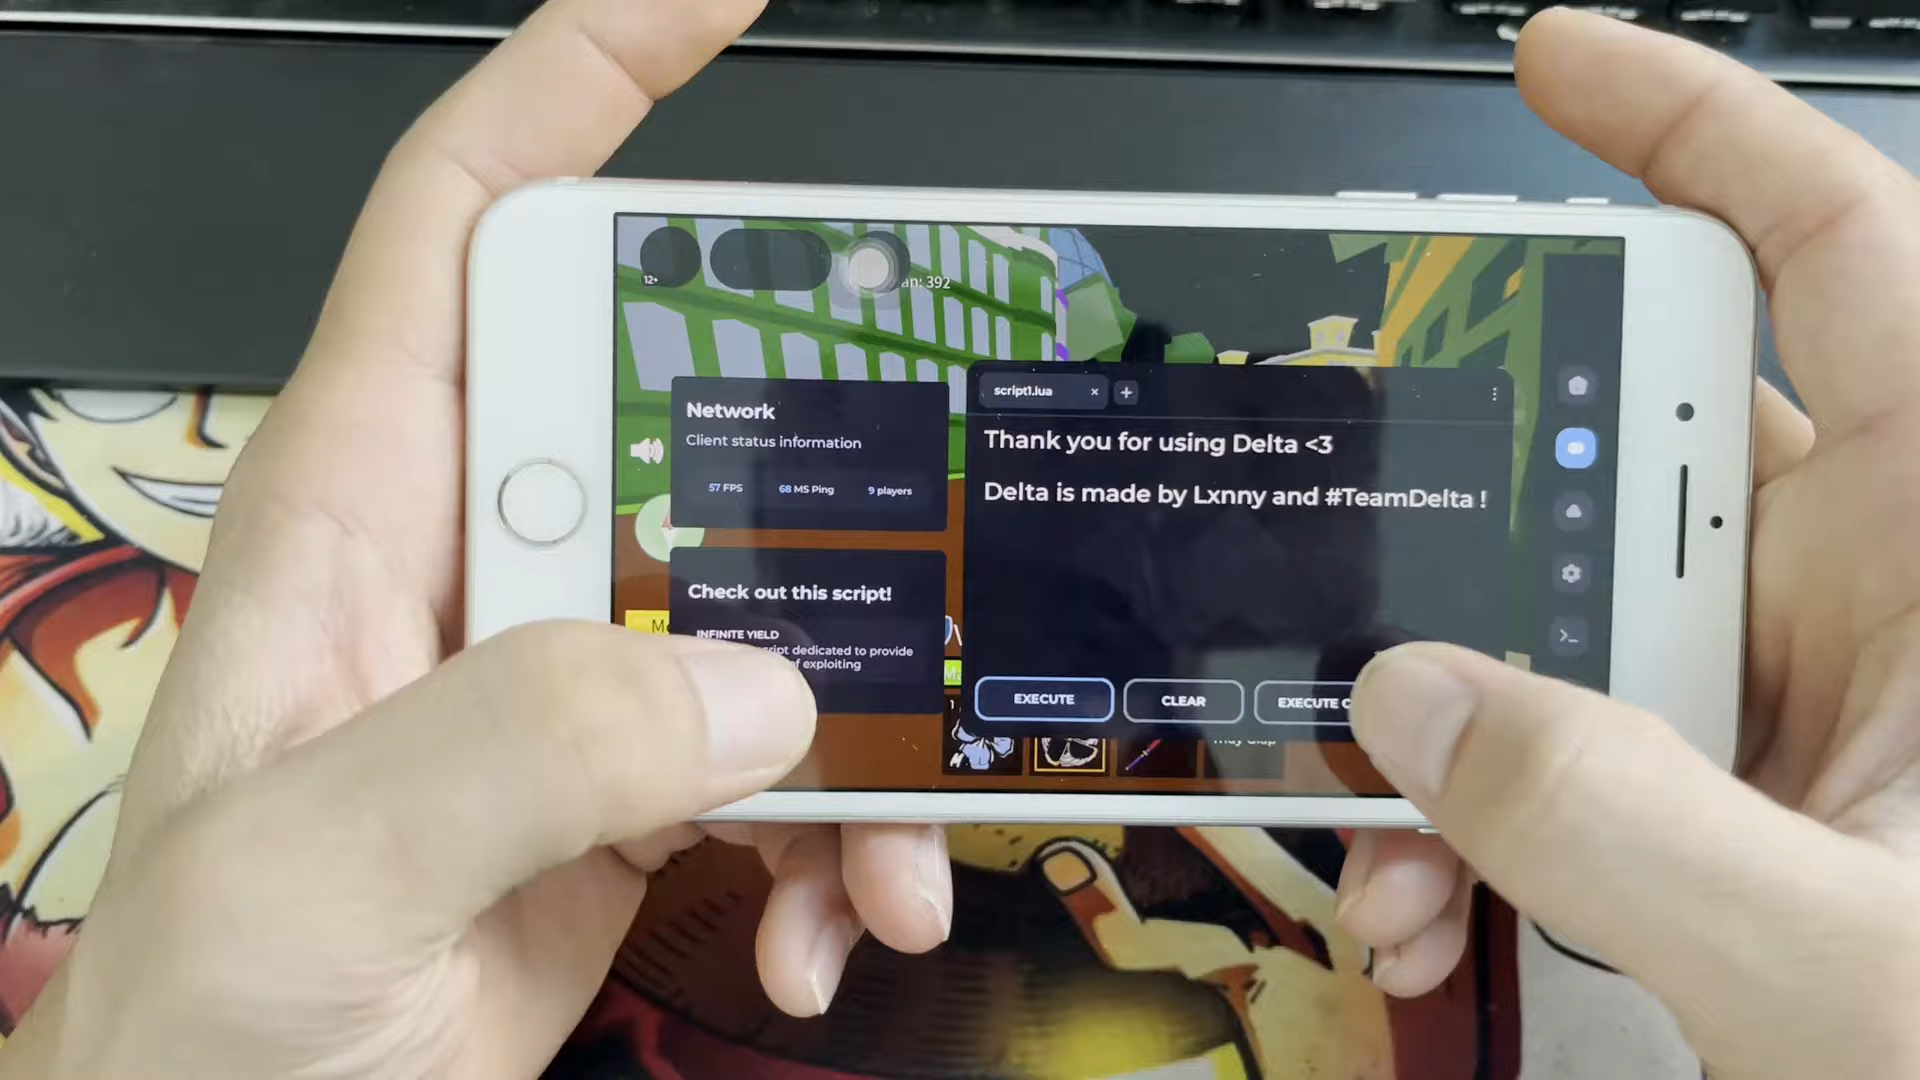 12+
an: 392
Network
Client status information
57 FPS 68 MS Ping 9 players
Check out this script!
INFINITE YIELD
dedicated to provide
of exploiting
script1.lua × +
Thank you for using Delta <3
Delta is made by Lxnny and #TeamDelta !
EXECUTE CLEAR EXECUTE C
1